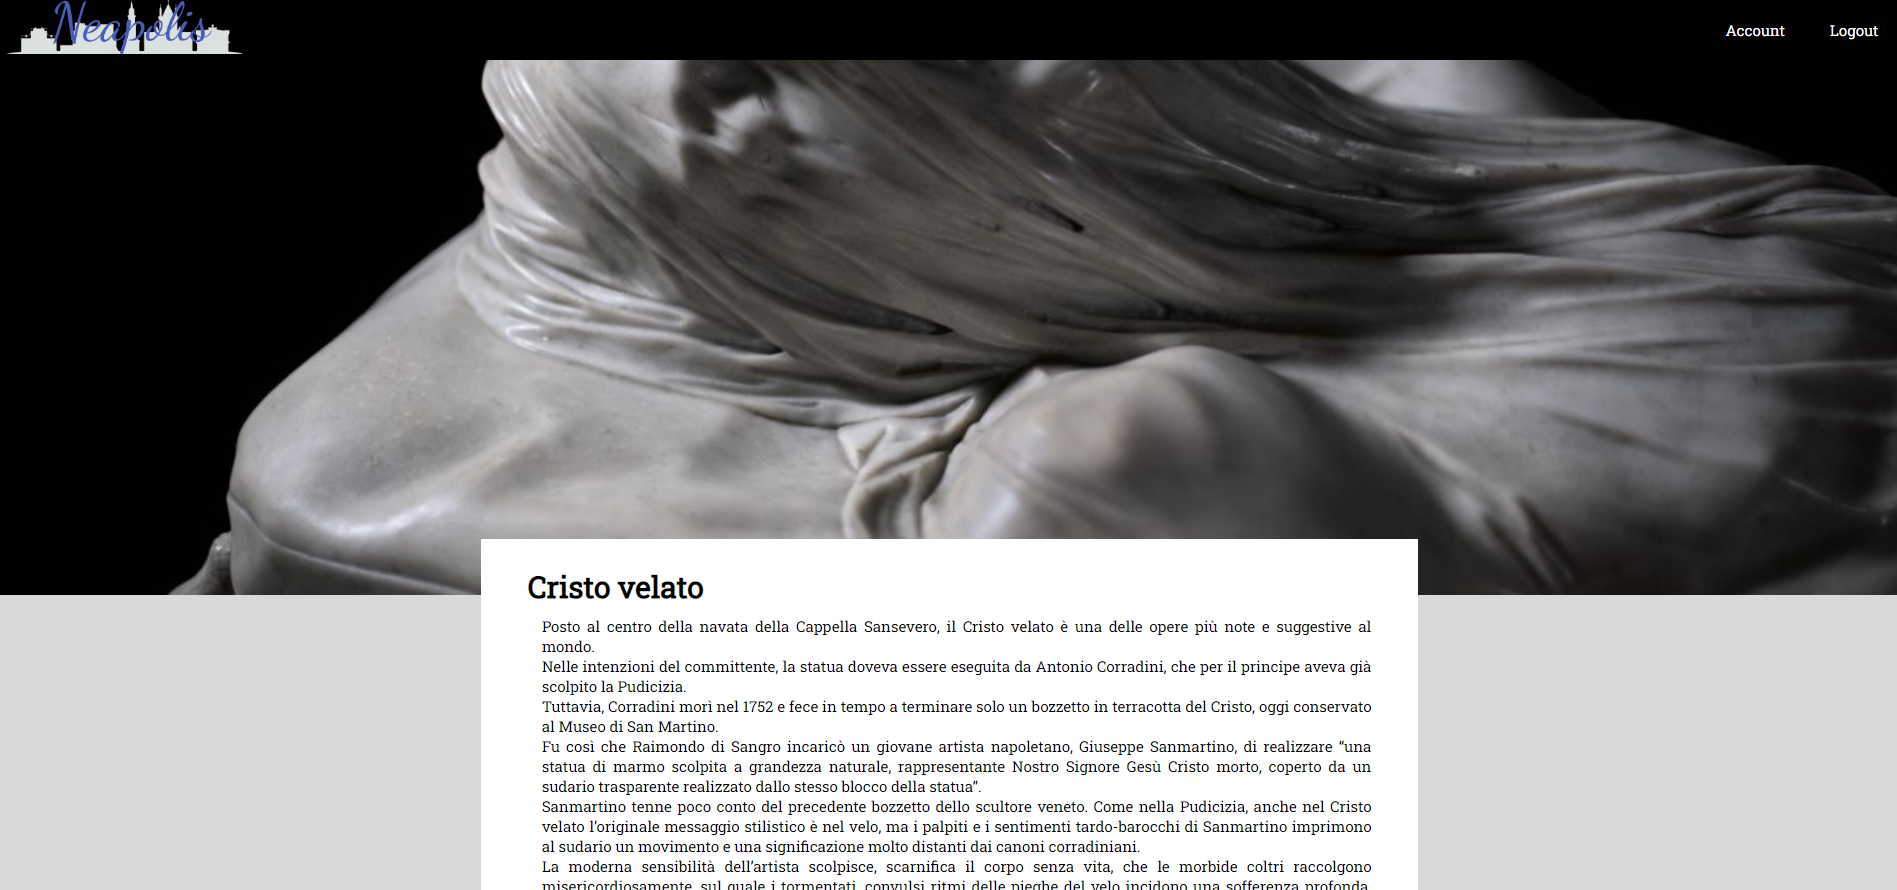 Neapolis
Account Logout
Cristo velato
Posto al centro della navata della Cappella Sansevero, il Cristo velato è una delle opere più note e suggestive al
mondo.
Nelle intenzioni del committente, la statua doveva essere eseguita da Antonio Corradini, che per il principe aveva già
scolpito la Pudicizia.
Tuttavia, Corradini morì nel 1752 e fece in tempo a terminare solo un bozzetto in terracotta del Cristo, oggi conservato
al Museo di San Martino.
Fu così che Raimondo di Sangro incaricò un giovane artista napoletano, Giuseppe Sanmartino, di realizzare “una
statua di marmo scolpita a grandezza naturale, rappresentante Nostro Signore Gesù Cristo morto, coperto da un
sudario trasparente realizzato dallo stesso blocco della statua”.
Sanmartino tenne poco conto del precedente bozzetto dello scultore veneto. Come nella Pudicizia, anche nel Cristo
velato l’originale messaggio stilistico è nel velo, ma i palpiti e i sentimenti tardo-barocchi di Sanmartino imprimono
al sudario un movimento e una significazione molto distanti dai canoni corradiniani.
La moderna sensibilità dell’artista scolpisce, scarnifica il corpo senza vita, che le morbide coltri raccolgono
misericordiosamente, sul quale i tormentati, convulsi ritmi delle pieghe del velo incidono una sofferenza profonda,